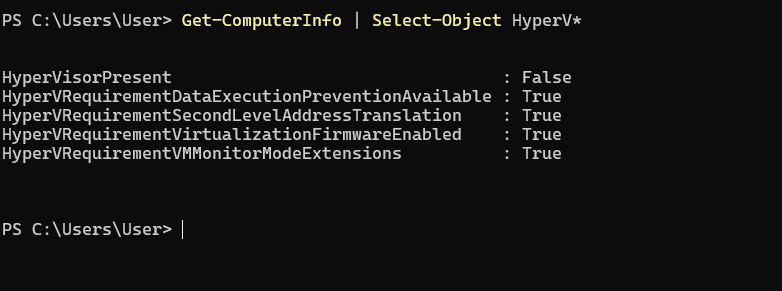 PS C:\Users\User> Get-ComputerInfo | Select-Object HyperV*
HyperVisorPresent : False
HyperVRequirementDataExecutionPreventionAvailable : True
HyperVRequirementSecondLevelAddressTranslation : True
HyperVRequirementVirtualizationFirmwareEnabled : True
HyperVRequirementVMMonitorModeExtensions : True
PS C:\Users\User>